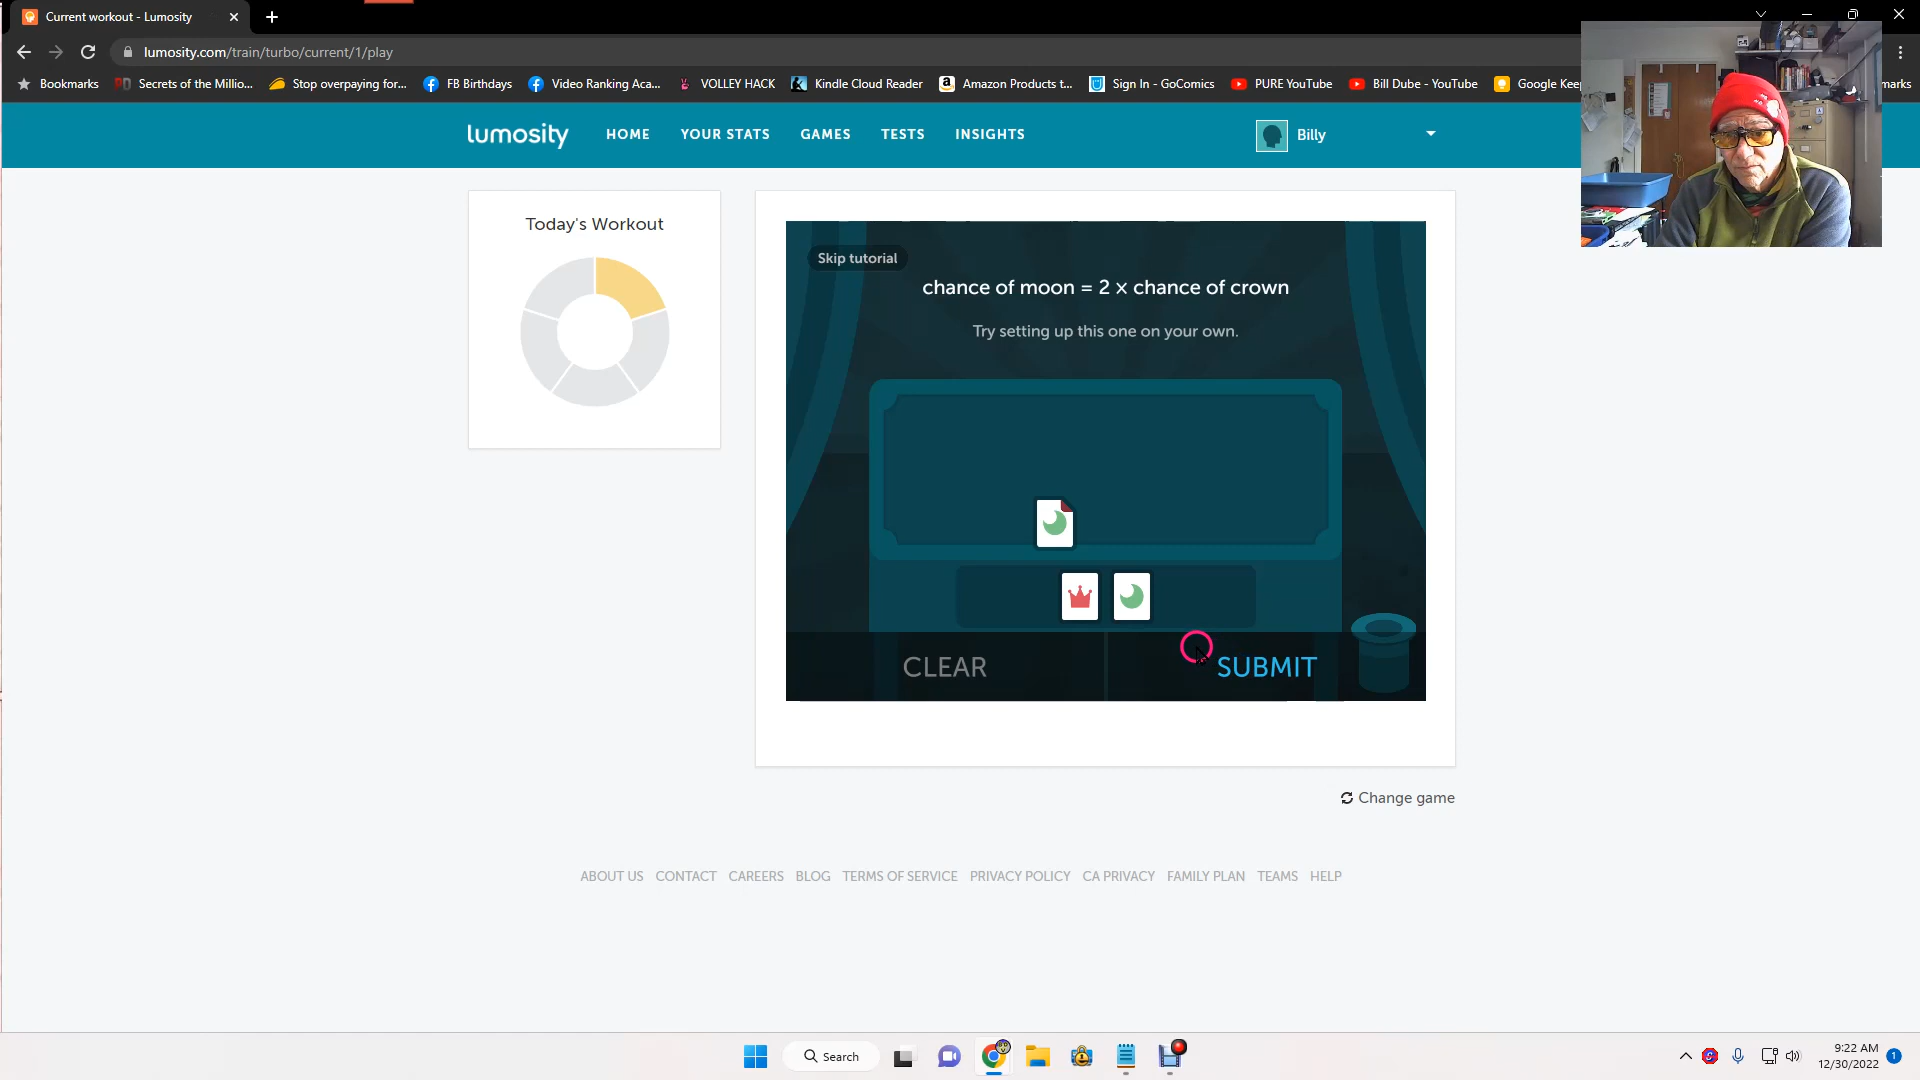 Current workout - Lumosity
lumosity.com/train/turbo/current/1/play
Bookmarks
Secrets of the Millio...
Stop overpaying for...
FB Birthdays
Video Ranking Aca...
VOLLEY HACK
Kindle Cloud Reader
Amazon Products t...
Sign In - GoComics
PURE YouTube
Bill Dube - YouTube
Google Kee
marks
lumosity
HOME
YOUR STATS
GAMES
TESTS
INSIGHTS
Billy
Today's Workout
Skip tutorial
chance of moon = 2 x chance of crown
Try setting up this one on your own.
CLEAR
SUBMIT
Change game
ABOUT US CONTACT CAREERS BLOG TERMS OF SERVICE PRIVACY POLICY CA PRIVACY FAMILY PLAN TEAMS HELP
Search
9:22 AM
12/30/2022
1